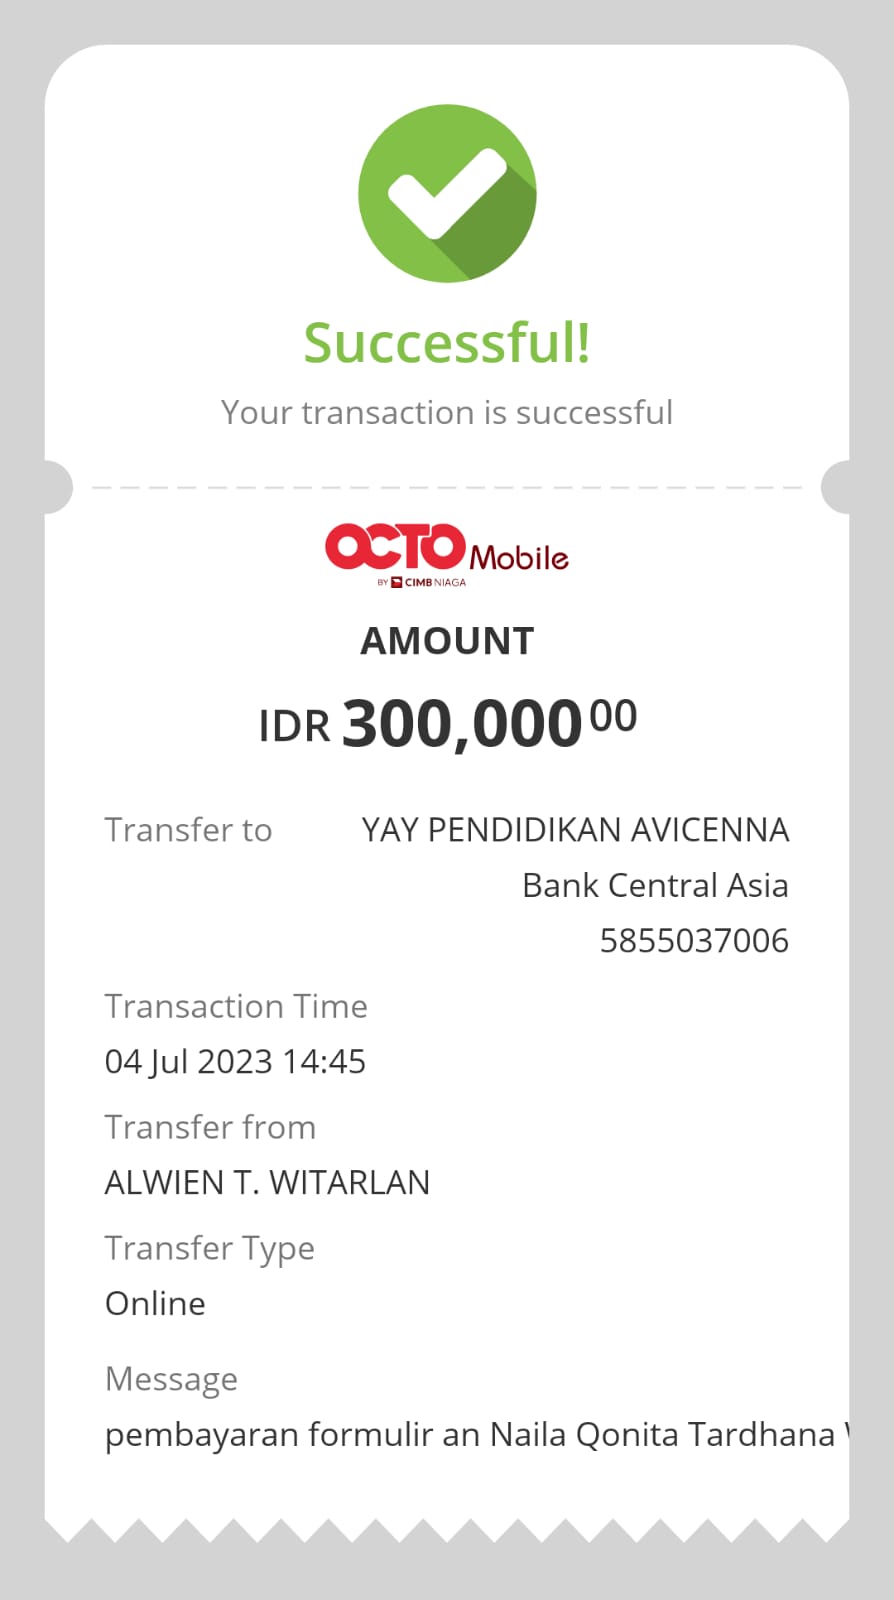 Successful!
Your transaction is successful
OCTO Mobile
BY CIMB NIAGA
AMOUNT
IDR 300,000 00
Transfer to YAY PENDIDIKAN AVICENNA
Bank Central Asia
5855037006
Transaction Time
04 Jul 2023 14:45
Transfer from
ALWIEN T. WITARLAN
Transfer Type
Online
Message
pembayaran formulir an Naila Qonita Tardhana